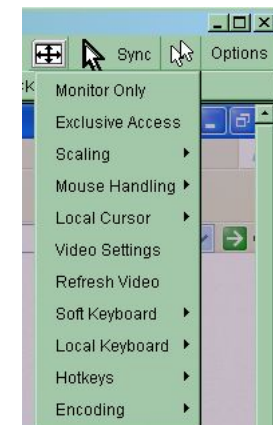 Sync Options
Monitor Only
Exclusive Access
Scaling
Mouse Handling
Local Cursor
Video Settings
Refresh Video
Soft Keyboard
Local Keyboard
Hotkeys
Encoding